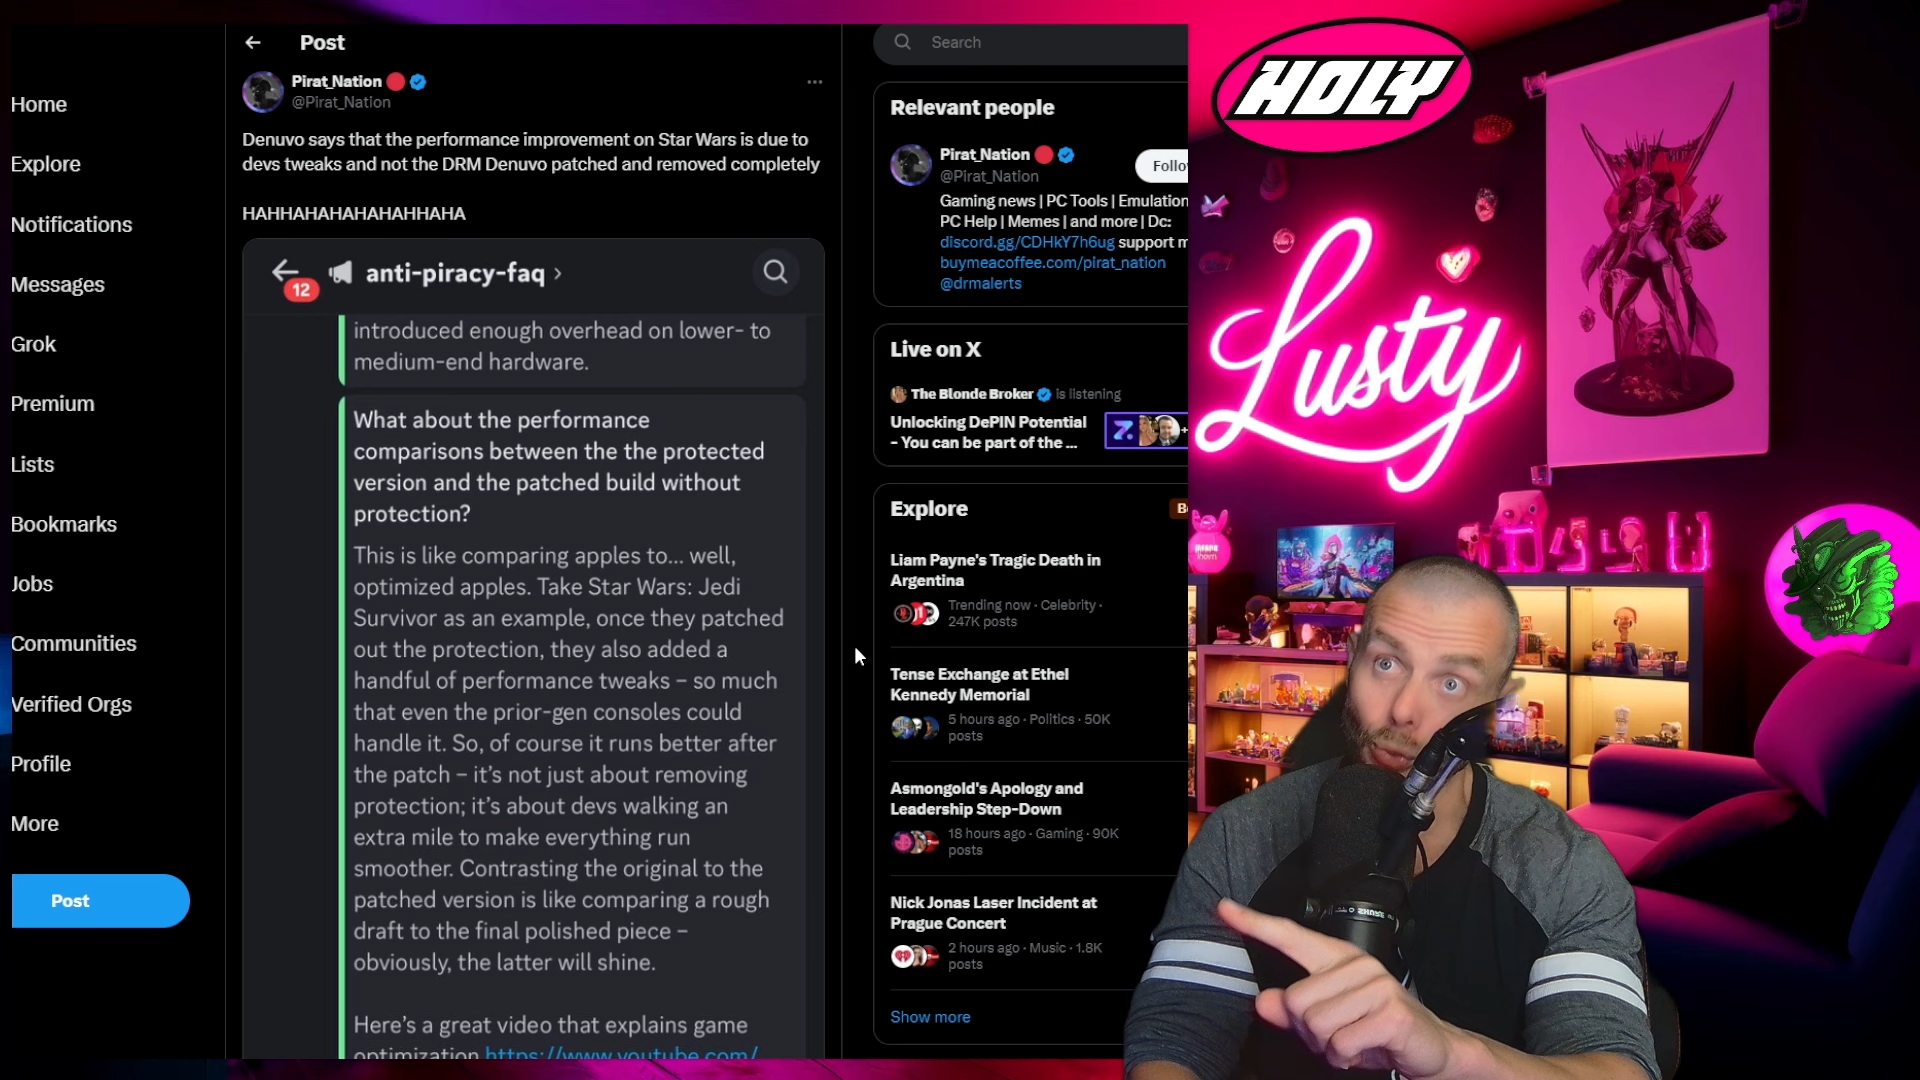 Home
Explore
Notifications
Messages
Grok
Premium
Lists
Bookmarks
Jobs
Communities
Verified Orgs
Profile
More
Post
Post
Pirat_Nation
@Pirat_Nation
Denuvo says that the performance improvement on Star Wars is due to
devs tweaks and not the DRM Denuvo patched and removed completely
HAHHAHAHAHAHAHHAHA
12
anti-piracy-faq
introduced enough overhead on lower- to
medium-end hardware.
What about the performance
comparisons between the the protected
version and the patched build without
protection?
This is like comparing apples to... well,
optimized apples. Take Star Wars: Jedi
Survivor as an example, once they patched
out the protection, they also added a
handful of performance tweaks – so much
that even the prior-gen consoles could
handle it. So, of course it runs better after
the patch – it's not just about removing
protection; it's about devs walking an
extra mile to make everything run
smoother. Contrasting the original to the
patched version is like comparing a rough
draft to the final polished piece –
obviously, the latter will shine.
Here's a great video that explains game
optimization https://www.youtube.com/
Search
Relevant people
Pirat_Nation
@Pirat_Nation
Follo
Gaming news | PC Tools | Emulation
PC Help | Memes | and more | Dc:
discord.gg/CDHkY7h6ug support m
buymeacoffee.com/pirat_nation
@drmalerts
Live on X
The Blonde Broker is listening
Unlocking DePIN Potential
– You can be part of the ...
Explore
Be
Liam Payne's Tragic Death in
Argentina
Trending now · Celebrity ·
247K posts
Tense Exchange at Ethel
Kennedy Memorial
5 hours ago · Politics · 50K
posts
Asmongold's Apology and
Leadership Step-Down
18 hours ago · Gaming · 90K
posts
Nick Jonas Laser Incident at
Prague Concert
2 hours ago · Music · 1.8K
posts
Show more
HOLY
Lusty
SHURE